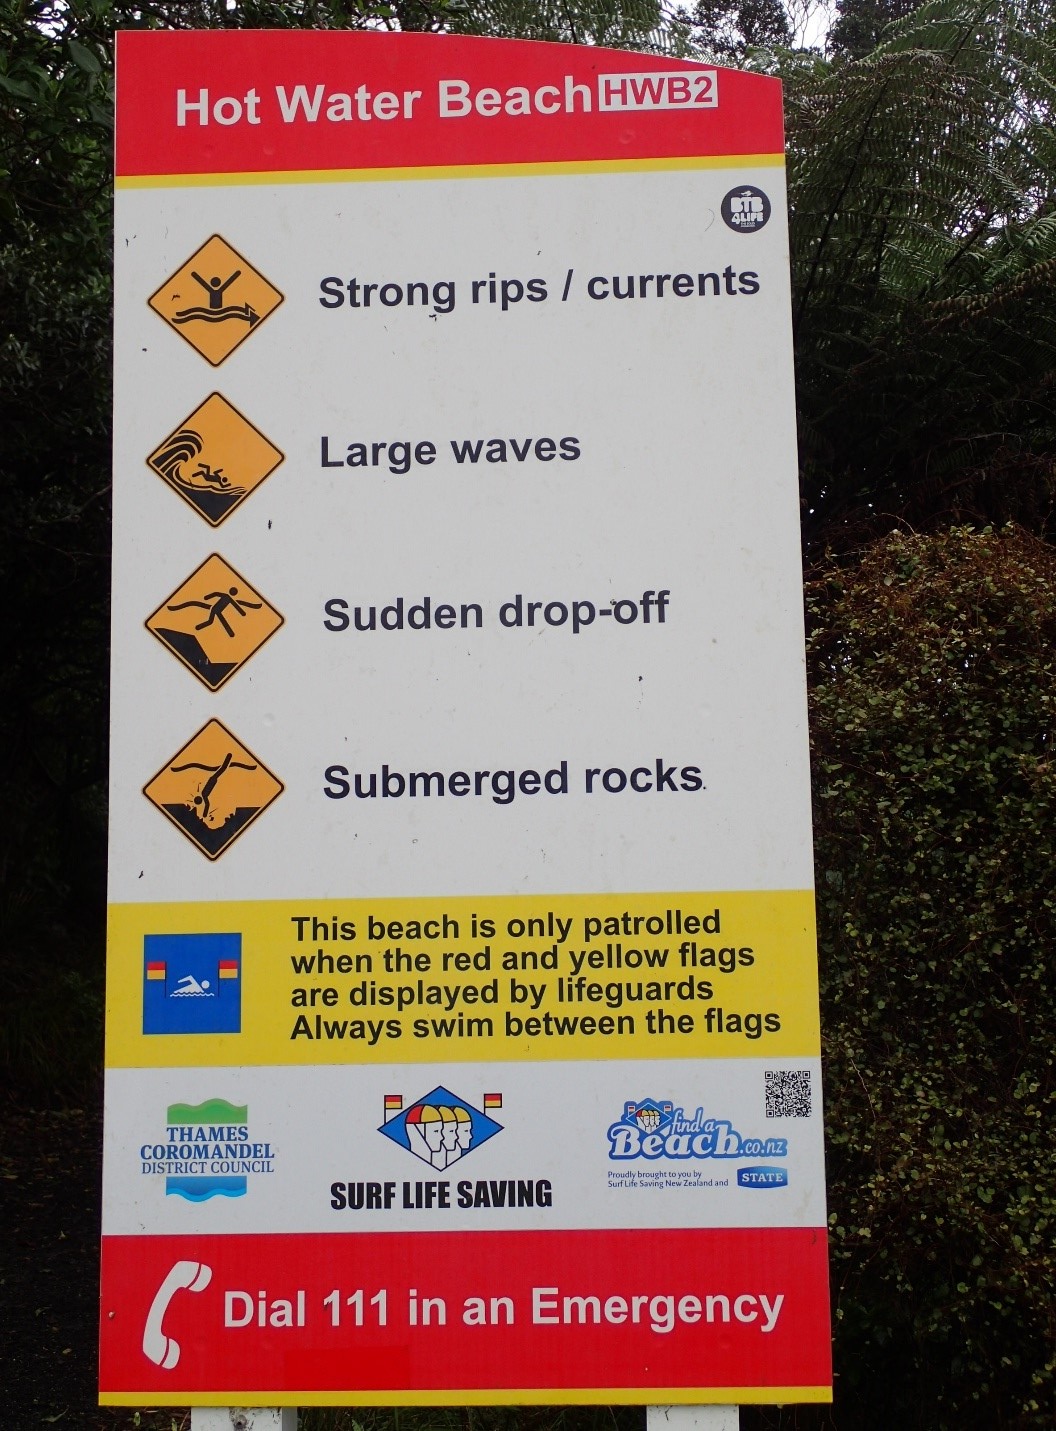 Hot Water Beach HWB2
BTB
4LIFE
Strong rips / currents
Large waves
Sudden drop-off
Submerged rocks
This beach is only patrolled
when the red and yellow flags
are displayed by lifeguards
Always swim between the flags
THAMES
COROMANDEL
DISTRICT COUNCIL
SURF LIFE SAVING
find a
Beach.co.nz
Proudly brought to you by
Surf Life Saving New Zealand and STATE
Dial 111 in an Emergency